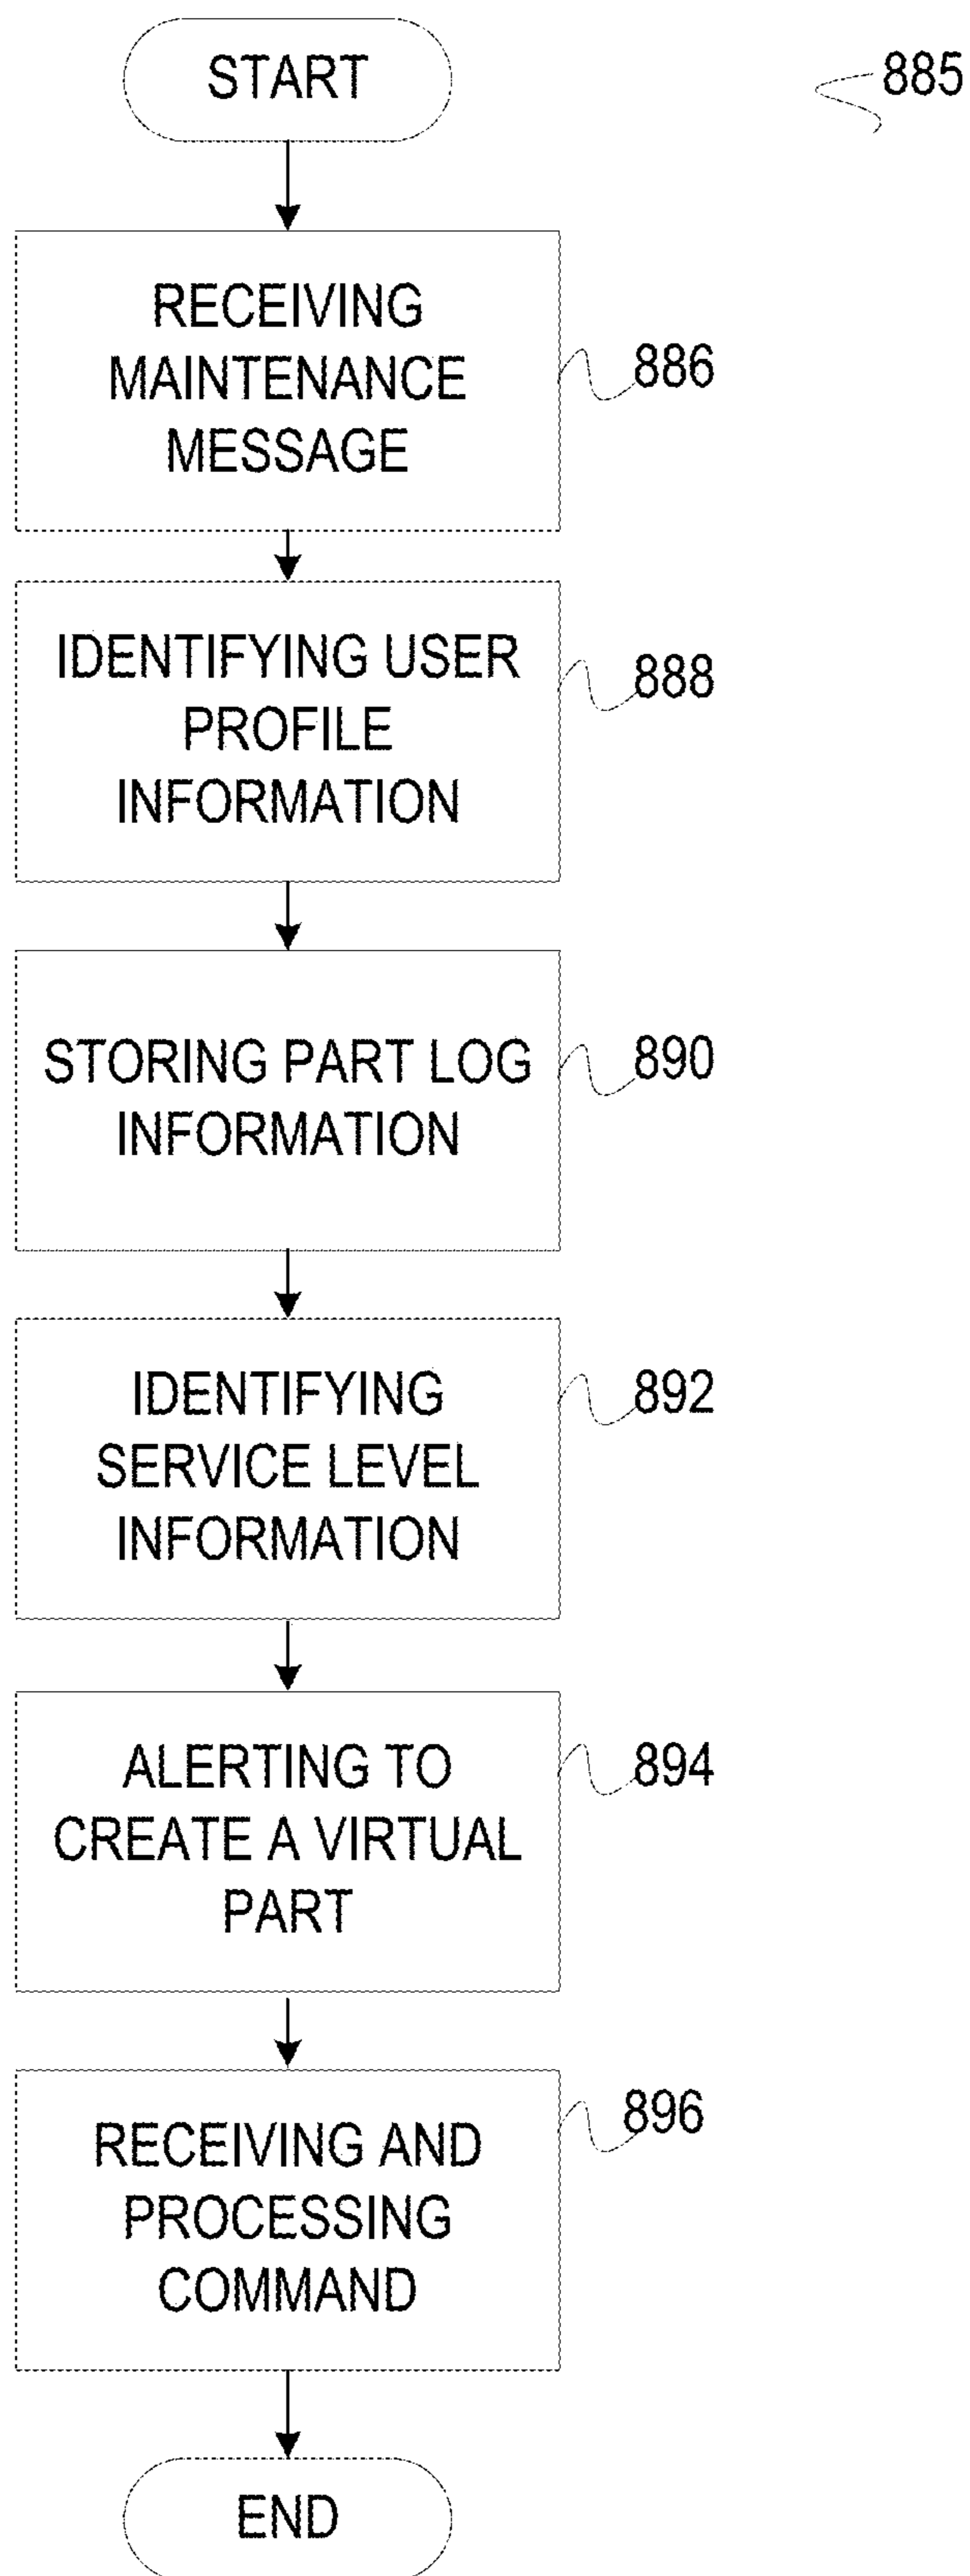 START
885
RECEIVING
MAINTENANCE
MESSAGE
886
IDENTIFYING USER
PROFILE
INFORMATION
888
STORING PART LOG
INFORMATION
890
IDENTIFYING
SERVICE LEVEL
INFORMATION
892
ALERTING TO
CREATE A VIRTUAL
PART
894
RECEIVING AND
PROCESSING
COMMAND
896
END